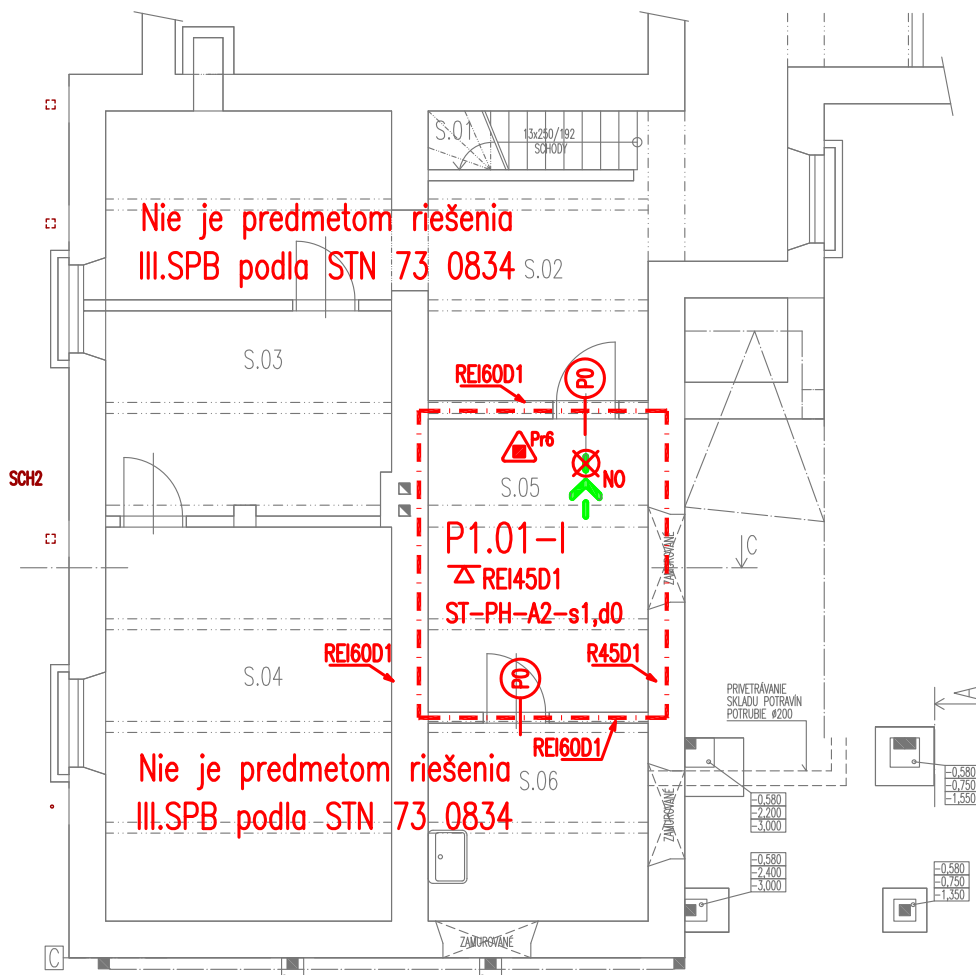 S.01
13x250/192
SCHODY
Nie je predmetom riešenia
III.SPB podla STN 73 0834
S.02
S.03
REI60D1
PO
Pr6
SCH2
S.05
NO
P1.01-I
ZAMUROVANÉ
C
REI45D1
ST-PH-A2-s1,d0
REI60D1
R45D1
S.04
PO
PRIVETRÁVANIE
SKLADU POTRAVÍN
POTRUBIE ø200
A
REI60D1
Nie je predmetom riešenia
III.SPB podla STN 73 0834
S.06
ZAMUROVANÉ
-0,580
-0,750
-1,550
-0,580
-2,200
-3,000
-0,580
-2,400
-3,000
-0,580
-0,750
-1,350
ZAMUROVANÉ
C